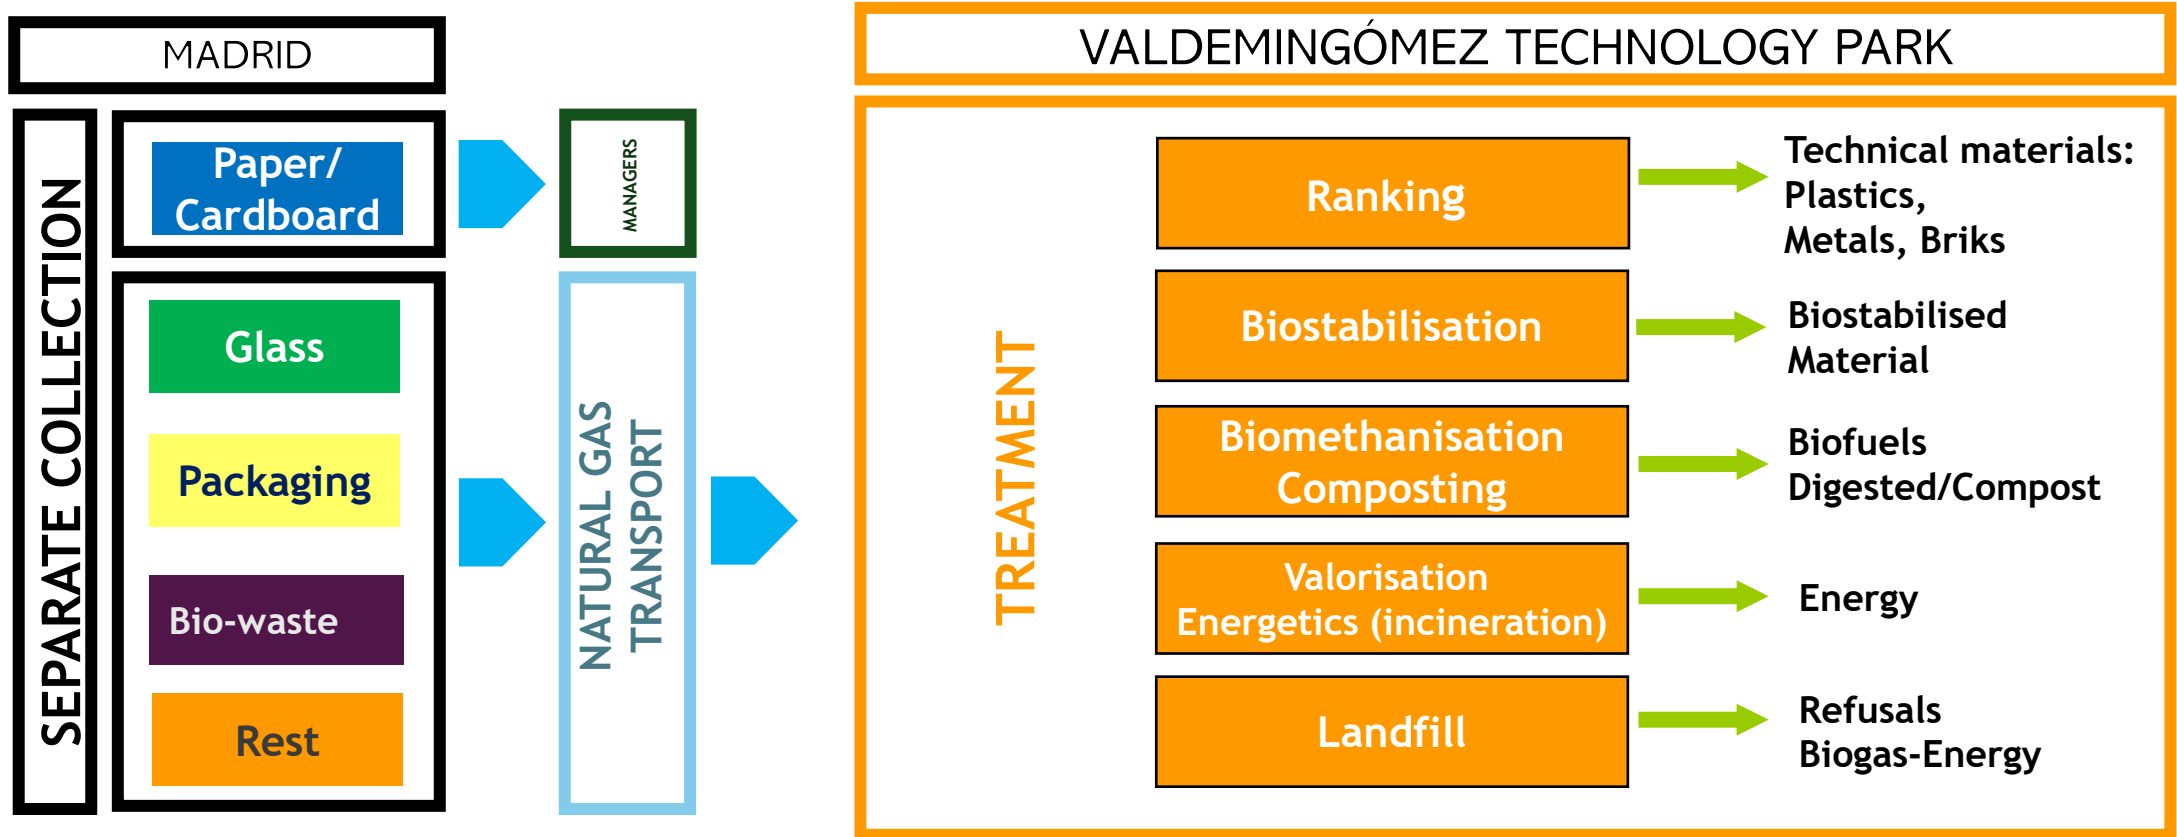 MADRID
VALDEMINGÓMEZ TECHNOLOGY PARK
SEPARATE COLLECTION
Paper/
Cardboard
Glass
Packaging
Bio-waste
Rest
MANAGERS
NATURAL GAS
TRANSPORT
TREATMENT
Ranking
Technical materials:
Plastics,
Metals, Briks
Biostabilisation
Biostabilised
Material
Biomethanisation
Composting
Biofuels
Digested/Compost
Valorisation
Energetics (incineration)
Energy
Landfill
Refusals
Biogas-Energy